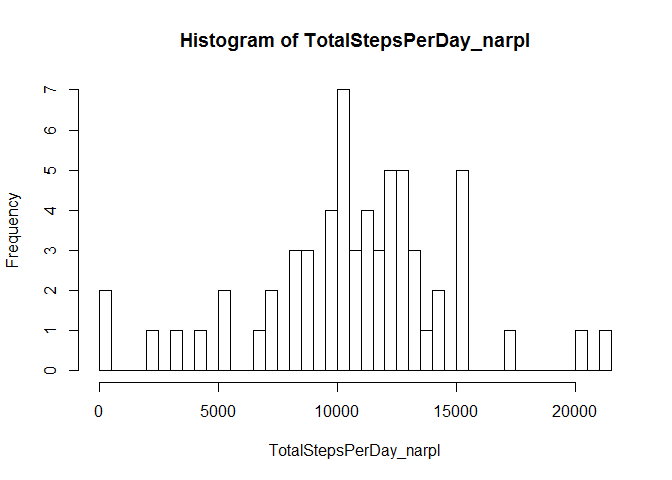 Histogram of TotalStepsPerDay_narpl
Frequency
7
6
5
4
3
2
1
0
0 5000 10000 15000 20000
TotalStepsPerDay_narpl